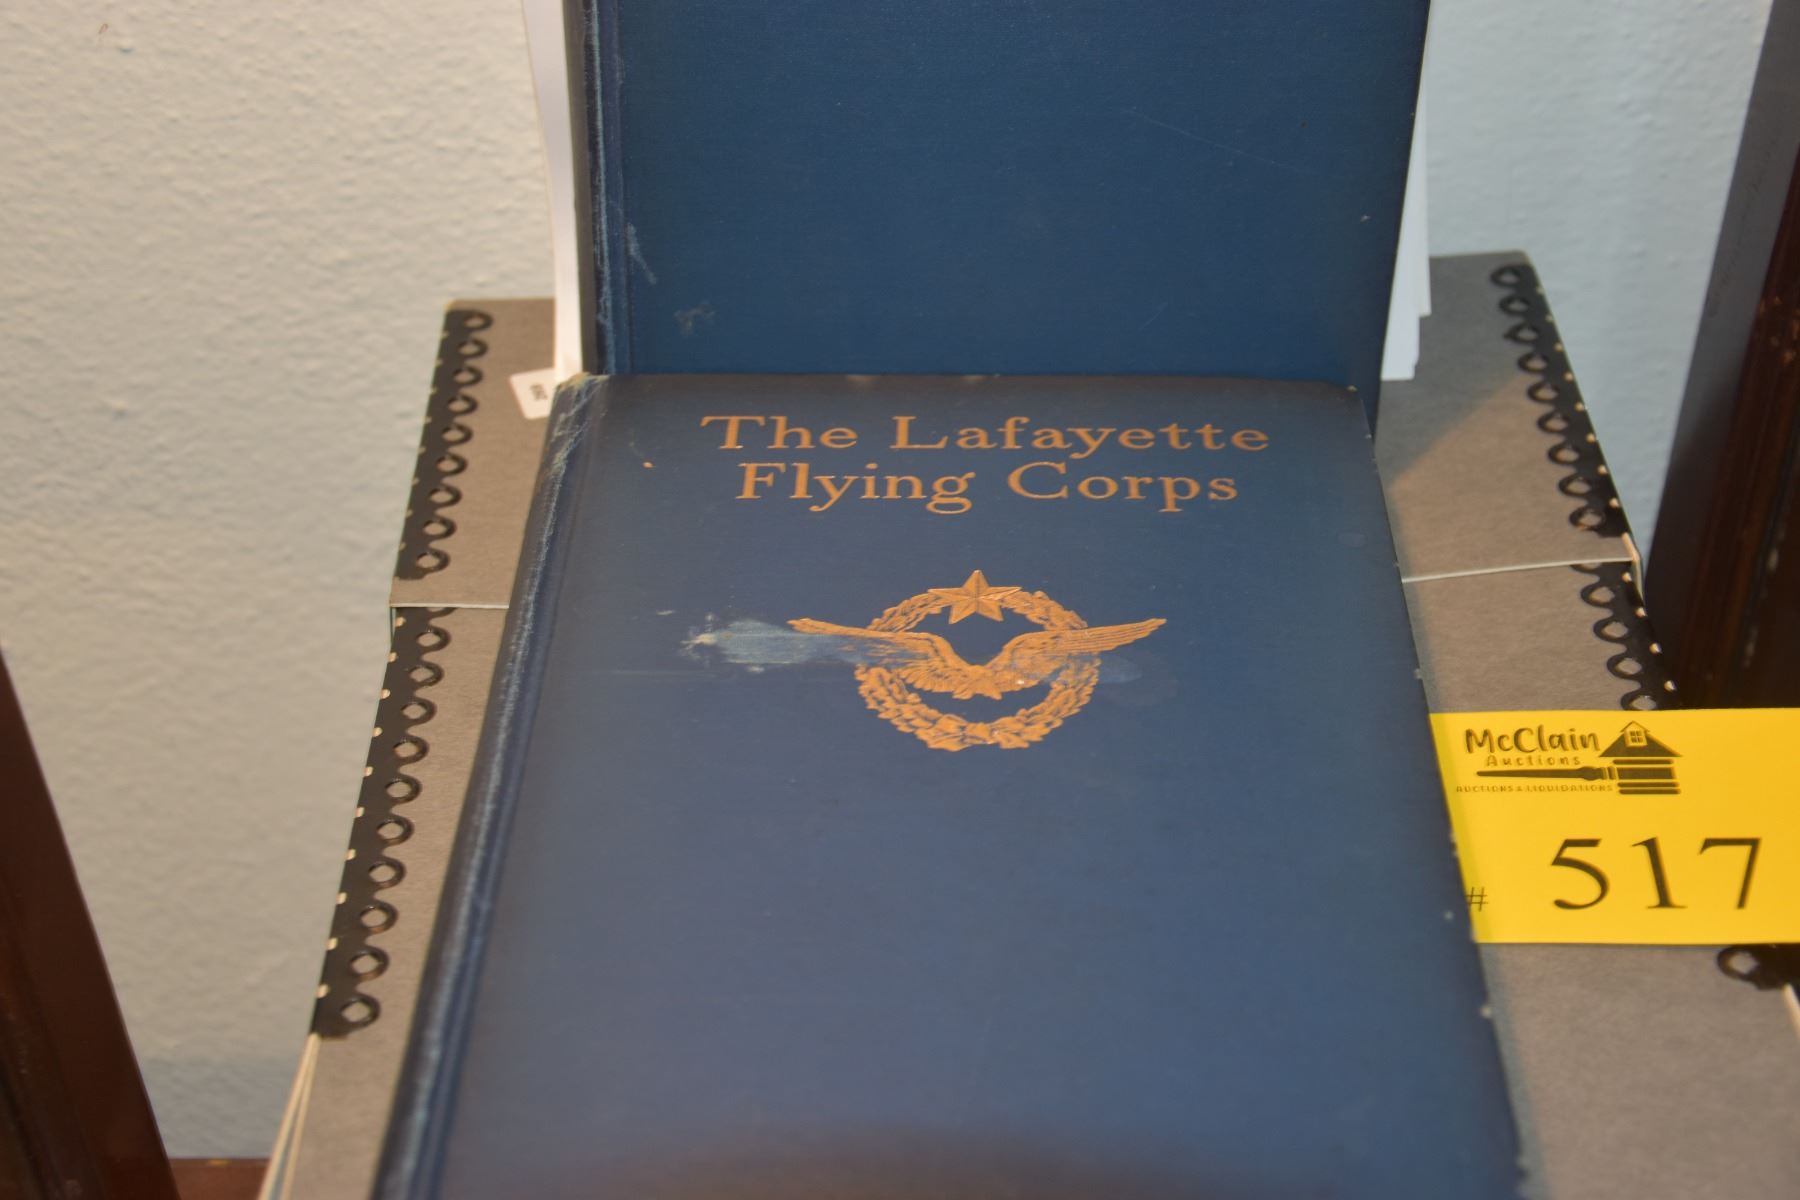 The Lafayette
Flying Corps
McClain
Auctions
AUCTIONS & LIQUIDATIONS
# 517